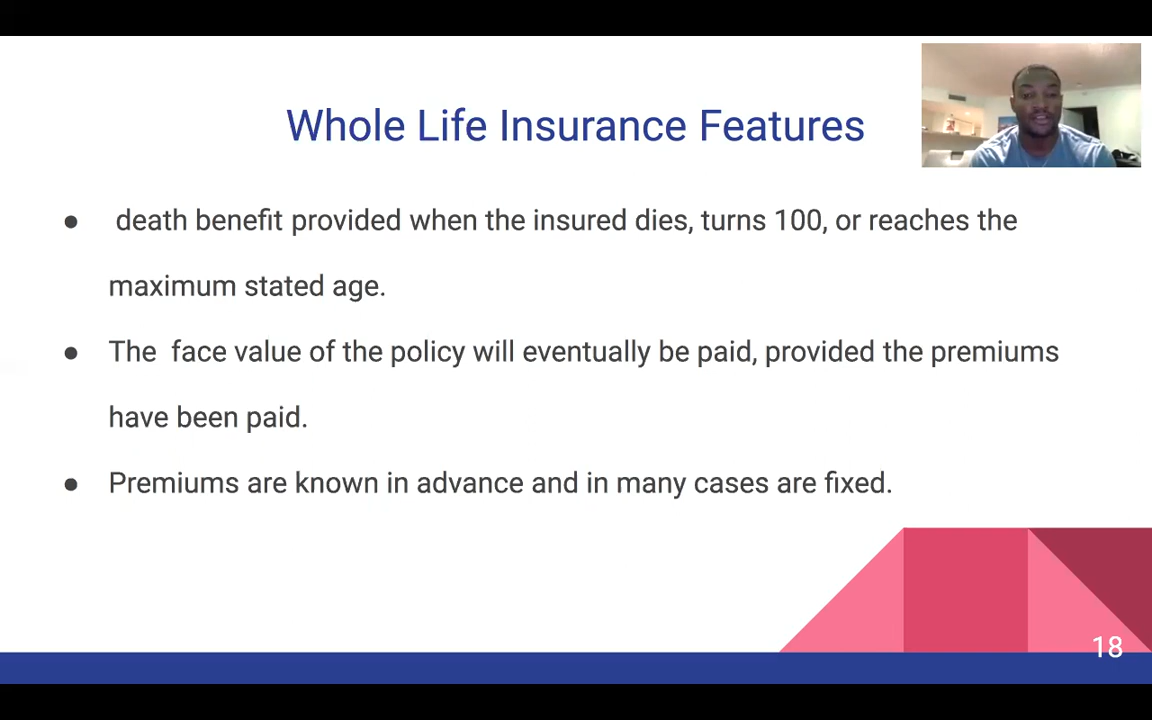 Whole Life Insurance Features
● death benefit provided when the insured dies, turns 100, or reaches the
maximum stated age.
● The face value of the policy will eventually be paid, provided the premiums
have been paid.
● Premiums are known in advance and in many cases are fixed.
18